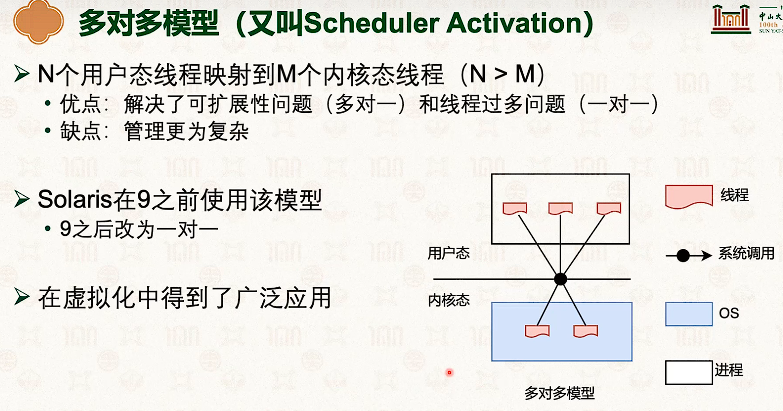 多对多模型（又叫Scheduler Activation）
中山大
100th
SUN YAT-S
N个用户态线程映射到M个内核态线程（N > M）
• 优点：解决了可扩展性问题（多对一）和线程过多问题（一对一）
• 缺点：管理更为复杂
Solaris在9之前使用该模型
• 9之后改为一对一
在虚拟化中得到了广泛应用
线程
用户态
系统调用
内核态
OS
进程
多对多模型